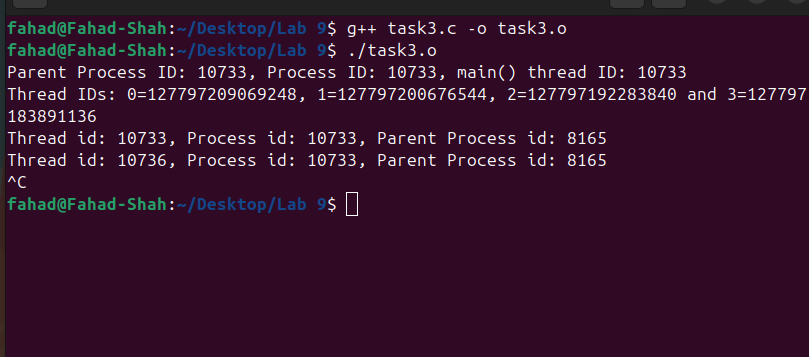 fahad@Fahad-Shah:~/Desktop/Lab 9$ g++ task3.c -o task3.o
fahad@Fahad-Shah:~/Desktop/Lab 9$ ./task3.o
Parent Process ID: 10733, Process ID: 10733, main() thread ID: 10733
Thread IDs: 0=127797209069248, 1=127797200676544, 2=127797192283840 and 3=127797
183891136
Thread id: 10733, Process id: 10733, Parent Process id: 8165
Thread id: 10736, Process id: 10733, Parent Process id: 8165
^C
fahad@Fahad-Shah:~/Desktop/Lab 9$